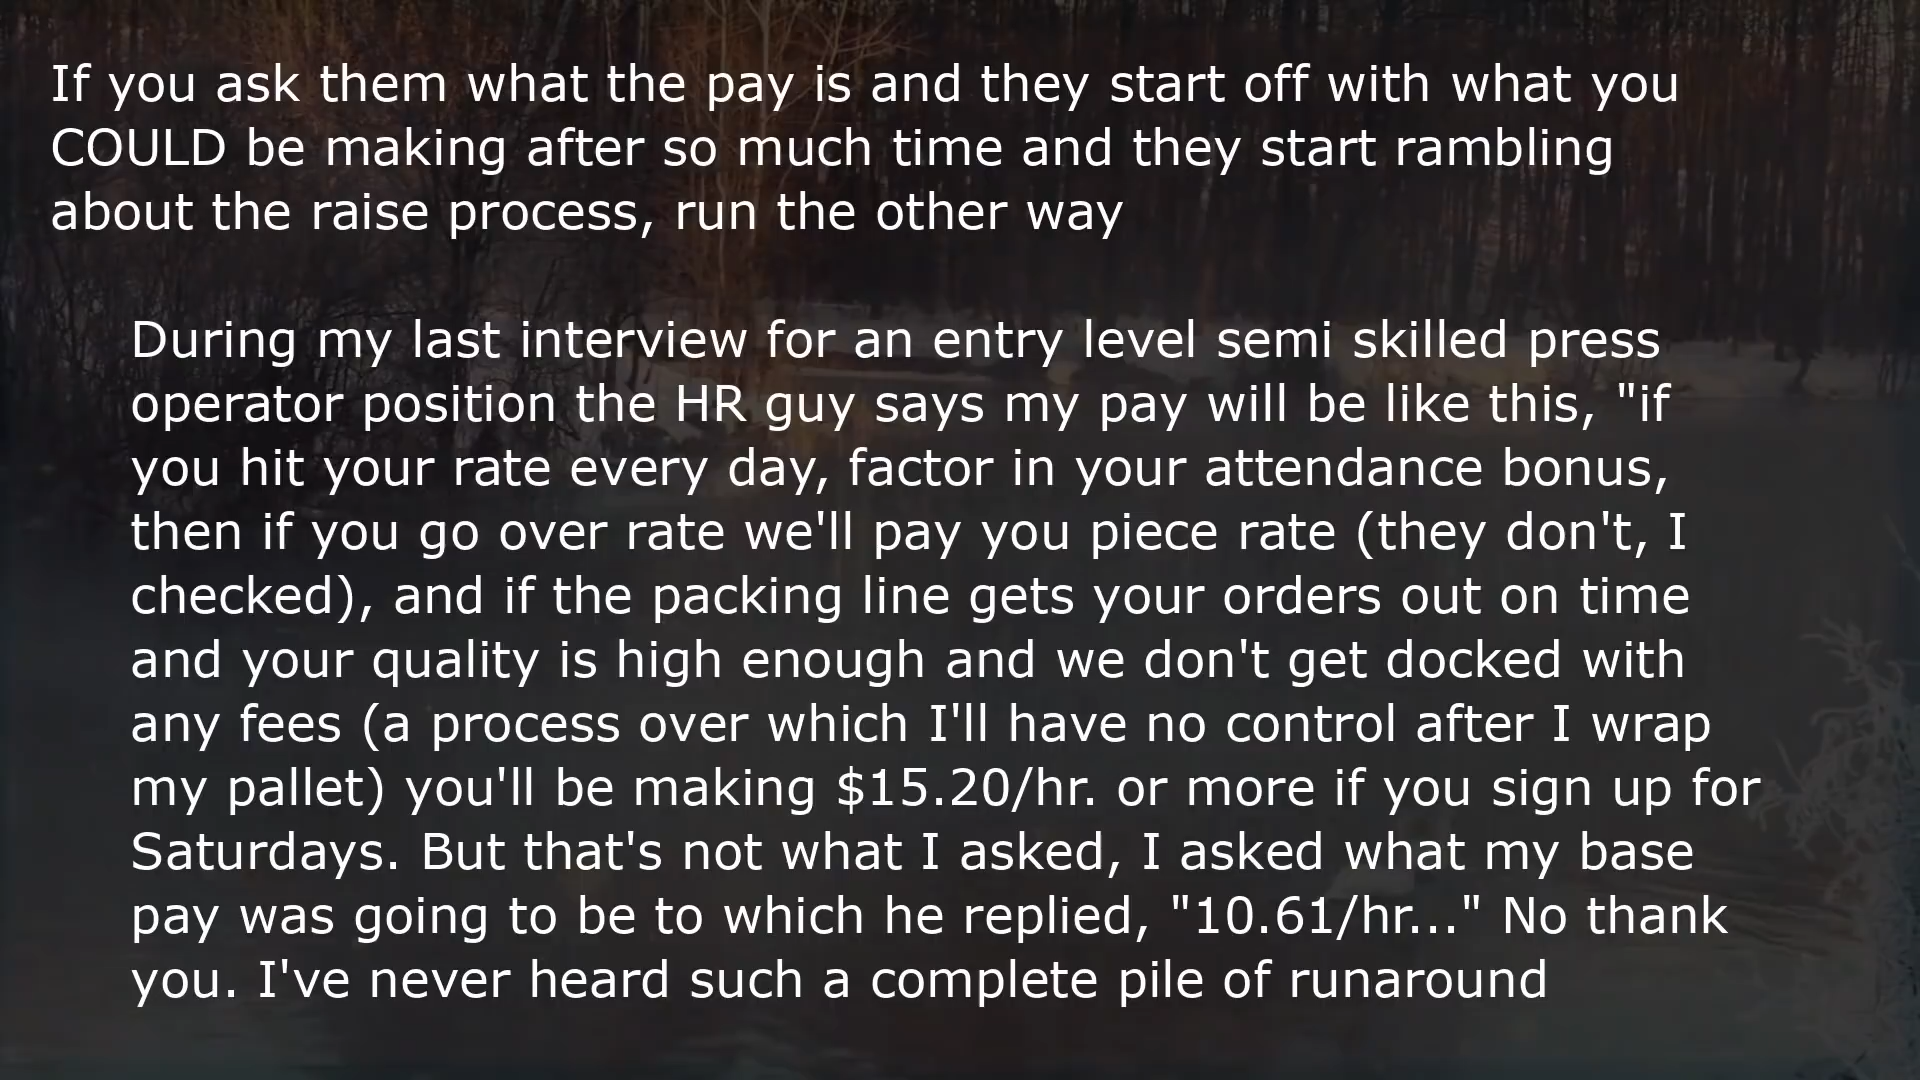 If you ask them what the pay is and they start off with what you
COULD be making after so much time and they start rambling
about the raise process, run the other way
During my last interview for an entry level semi skilled press
operator position the HR guy says my pay will be like this, "if
you hit your rate every day, factor in your attendance bonus,
then if you go over rate we'll pay you piece rate (they don't, I
checked), and if the packing line gets your orders out on time
and your quality is high enough and we don't get docked with
any fees (a process over which I'll have no control after I wrap
my pallet) you'll be making $15.20/hr. or more if you sign up for
Saturdays. But that's not what I asked, I asked what my base
pay was going to be to which he replied, "10.61/hr..." No thank
you. I've never heard such a complete pile of runaround